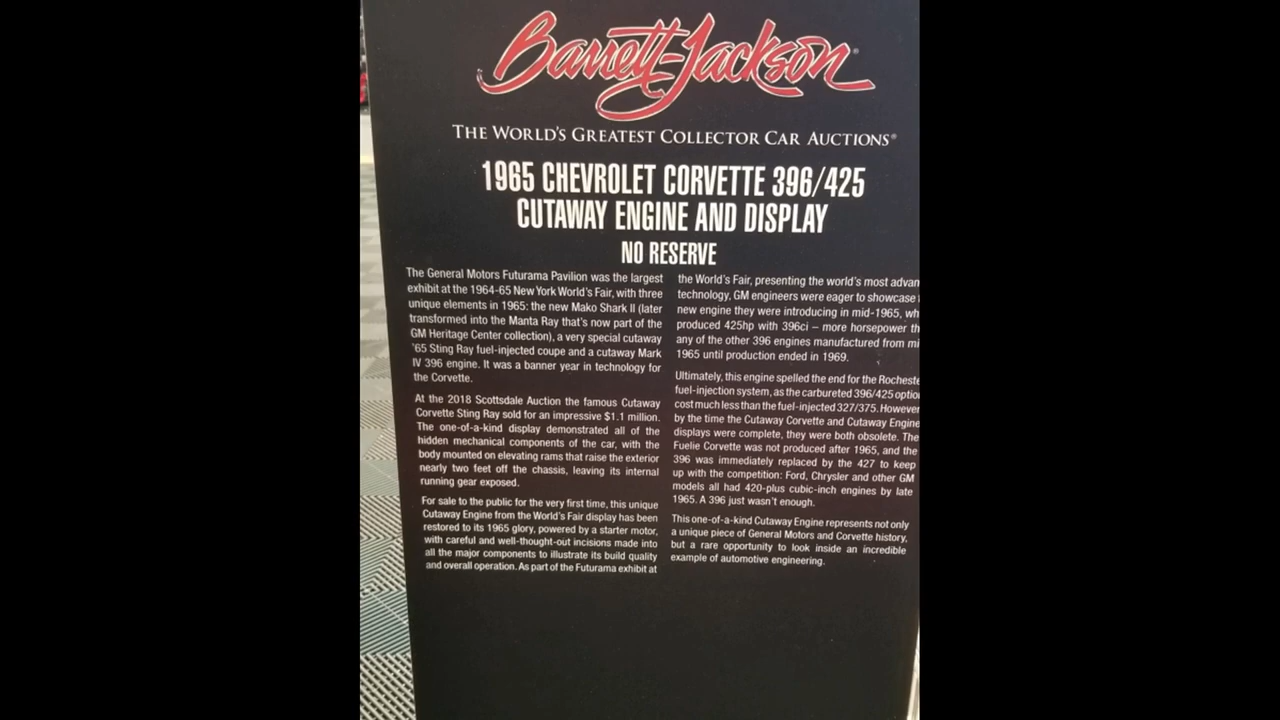 Barrett-Jackson®
THE WORLD'S GREATEST COLLECTOR CAR AUCTIONS®
1965 CHEVROLET CORVETTE 396/425
CUTAWAY ENGINE AND DISPLAY
NO RESERVE
The General Motors Futurama Pavilion was the largest
exhibit at the 1964-65 New York World's Fair, with three
unique elements in 1965: the new Mako Shark II (later
transformed into the Manta Ray that's now part of the
GM Heritage Center collection), a very special cutaway
'65 Sting Ray fuel-injected coupe and a cutaway Mark
IV 396 engine. It was a banner year in technology for
the Corvette.
At the 2018 Scottsdale Auction the famous Cutaway
Corvette Sting Ray sold for an impressive $1.1 million.
The one-of-a-kind display demonstrated all of the
hidden mechanical components of the car, with the
body mounted on elevating rams that raise the exterior
nearly two feet off the chassis, leaving its internal
running gear exposed.
For sale to the public for the very first time, this unique
Cutaway Engine from the World's Fair display has been
restored to its 1965 glory, powered by a starter motor,
with careful and well-thought-out incisions made into
all the major components to illustrate its build quality
and overall operation. As part of the Futurama exhibit at
the World's Fair, presenting the world's most advan
technology, GM engineers were eager to showcase
new engine they were introducing in mid-1965, wh
produced 425hp with 396ci – more horsepower th
any of the other 396 engines manufactured from mi
1965 until production ended in 1969.
Ultimately, this engine spelled the end for the Rocheste
fuel-injection system, as the carbureted 396/425 optio
cost much less than the fuel-injected 327/375. However
by the time the Cutaway Corvette and Cutaway Engine
displays were complete, they were both obsolete. The
Fuelie Corvette was not produced after 1965, and the
396 was immediately replaced by the 427 to keep
up with the competition: Ford, Chrysler and other GM
models all had 420-plus cubic-inch engines by late
1965. A 396 just wasn't enough.
This one-of-a-kind Cutaway Engine represents not only
a unique piece of General Motors and Corvette history,
but a rare opportunity to look inside an incredible
example of automotive engineering.